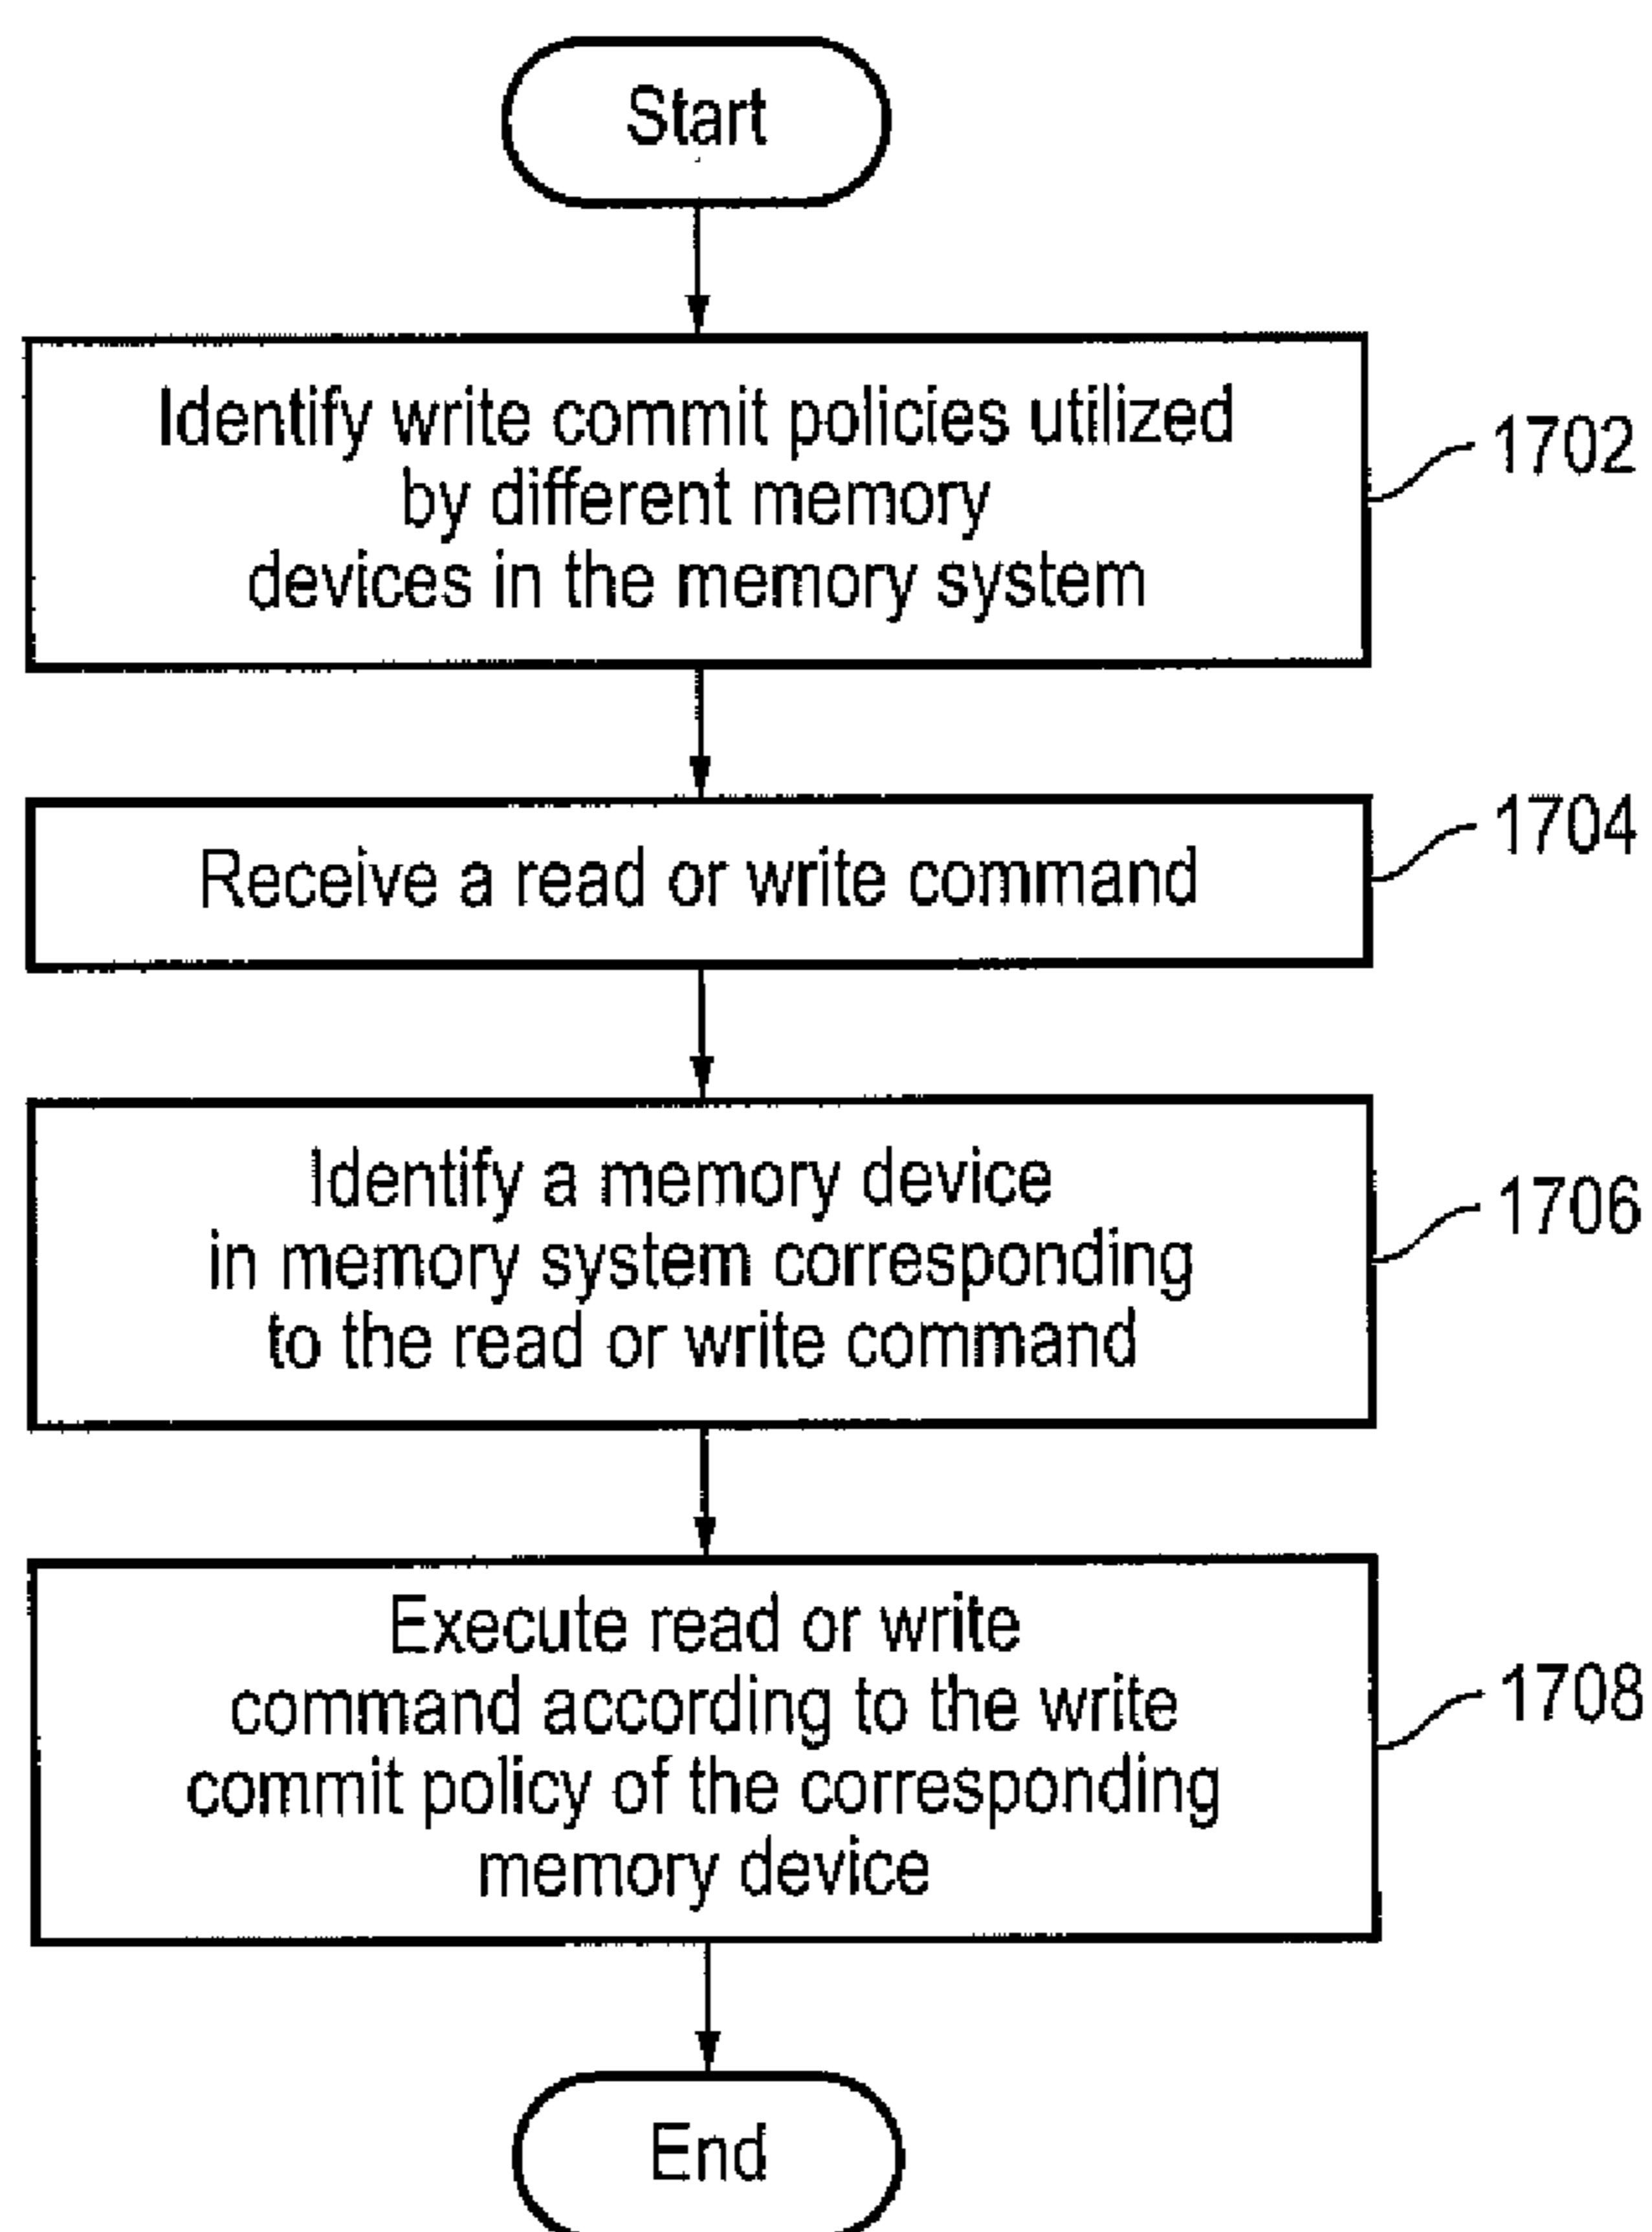 Start
Identify write commit policies utilized
by different memory
devices in the memory system
1702
Receive a read or write command
1704
Identify a memory device
in memory system corresponding
to the read or write command
1706
Execute read or write
command according to the write
commit policy of the corresponding
memory device
1708
End